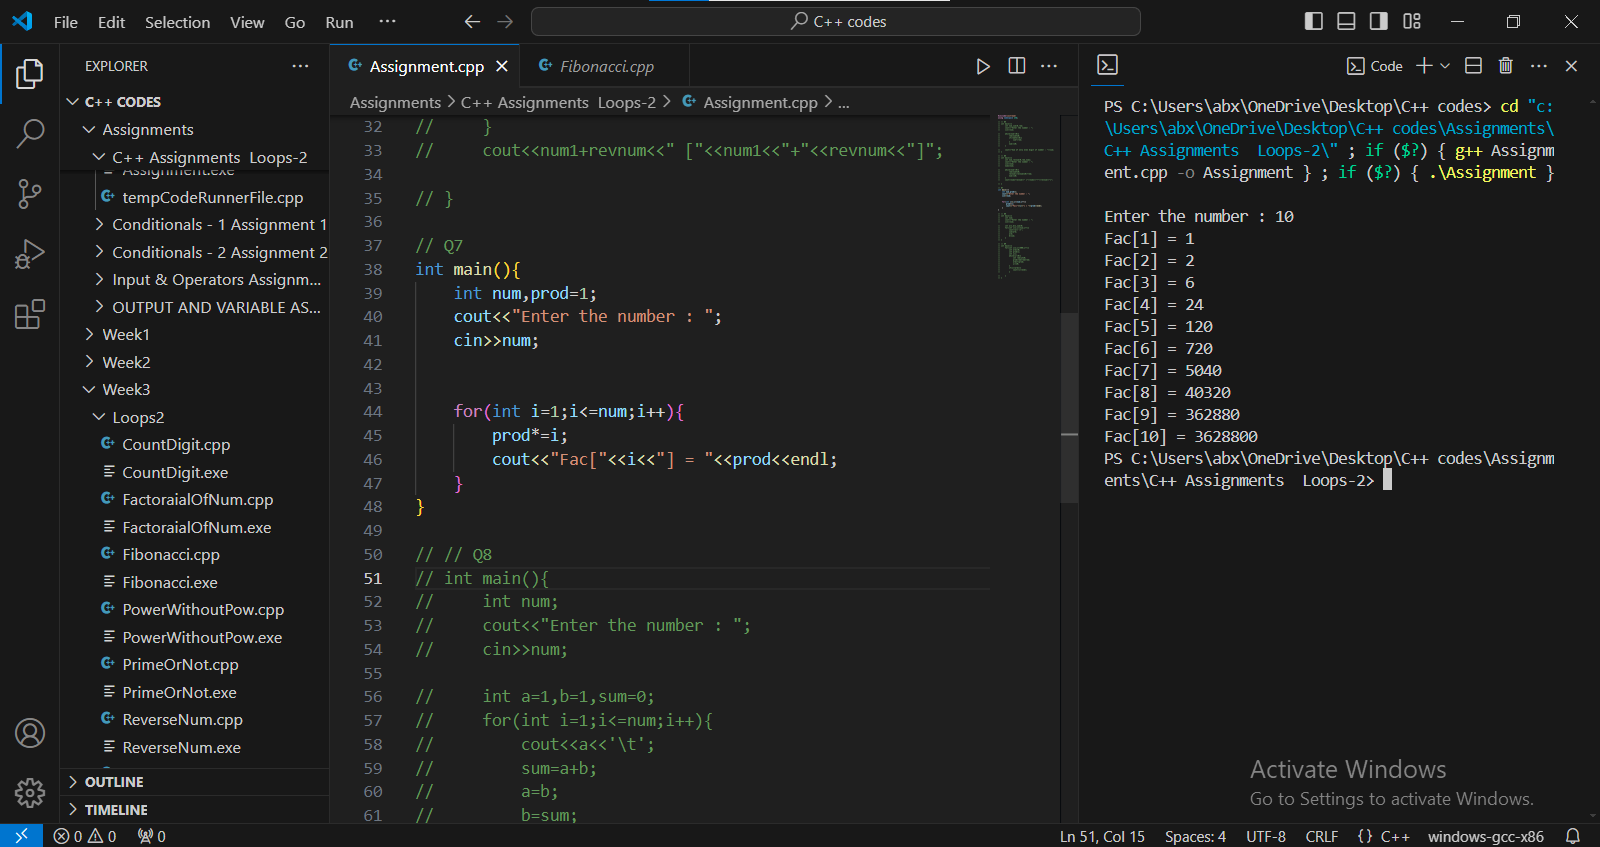 File Edit Selection View Go Run ···
C++ codes
EXPLORER ···
C++ CODES
Assignments
C++ Assignments  Loops-2
Assignment.exe
tempCodeRunnerFile.cpp
Conditionals - 1 Assignment 1
Conditionals - 2 Assignment 2
Input & Operators Assignm...
OUTPUT AND VARIABLE AS...
Week1
Week2
Week3
Loops2
CountDigit.cpp
CountDigit.exe
FactoraialOfNum.cpp
FactoraialOfNum.exe
Fibonacci.cpp
Fibonacci.exe
PowerWithoutPow.cpp
PowerWithoutPow.exe
PrimeOrNot.cpp
PrimeOrNot.exe
ReverseNum.cpp
ReverseNum.exe
OUTLINE
TIMELINE
Assignment.cpp
Fibonacci.cpp
Assignments > C++ Assignments  Loops-2 > Assignment.cpp > ...
32 //     }
33 //     cout<<num1+revnum<<" ["<<num1<<"+"<<revnum<<"]";
34
35 // }
36
37 // Q7
38 int main(){
39     int num,prod=1;
40     cout<<"Enter the number : ";
41     cin>>num;
42
43
44     for(int i=1;i<=num;i++){
45         prod*=i;
46         cout<<"Fac["<<i<<"] = "<<prod<<endl;
47     }
48 }
49
50 // // Q8
51 // int main(){
52 //     int num;
53 //     cout<<"Enter the number : ";
54 //     cin>>num;
55
56 //     int a=1,b=1,sum=0;
57 //     for(int i=1;i<=num;i++){
58 //         cout<<a<<'\t';
59 //         sum=a+b;
60 //         a=b;
61 //         b=sum;
Code
PS C:\Users\abx\OneDrive\Desktop\C++ codes> cd "c:
\Users\abx\OneDrive\Desktop\C++ codes\Assignments\
C++ Assignments  Loops-2\" ; if ($?) { g++ Assignm
ent.cpp -o Assignment } ; if ($?) { .\Assignment }
Enter the number : 10
Fac[1] = 1
Fac[2] = 2
Fac[3] = 6
Fac[4] = 24
Fac[5] = 120
Fac[6] = 720
Fac[7] = 5040
Fac[8] = 40320
Fac[9] = 362880
Fac[10] = 3628800
PS C:\Users\abx\OneDrive\Desktop\C++ codes\Assignm
ents\C++ Assignments  Loops-2>
Activate Windows
Go to Settings to activate Windows.
0 0 0
Ln 51, Col 15 Spaces: 4 UTF-8 CRLF {} C++ windows-gcc-x86